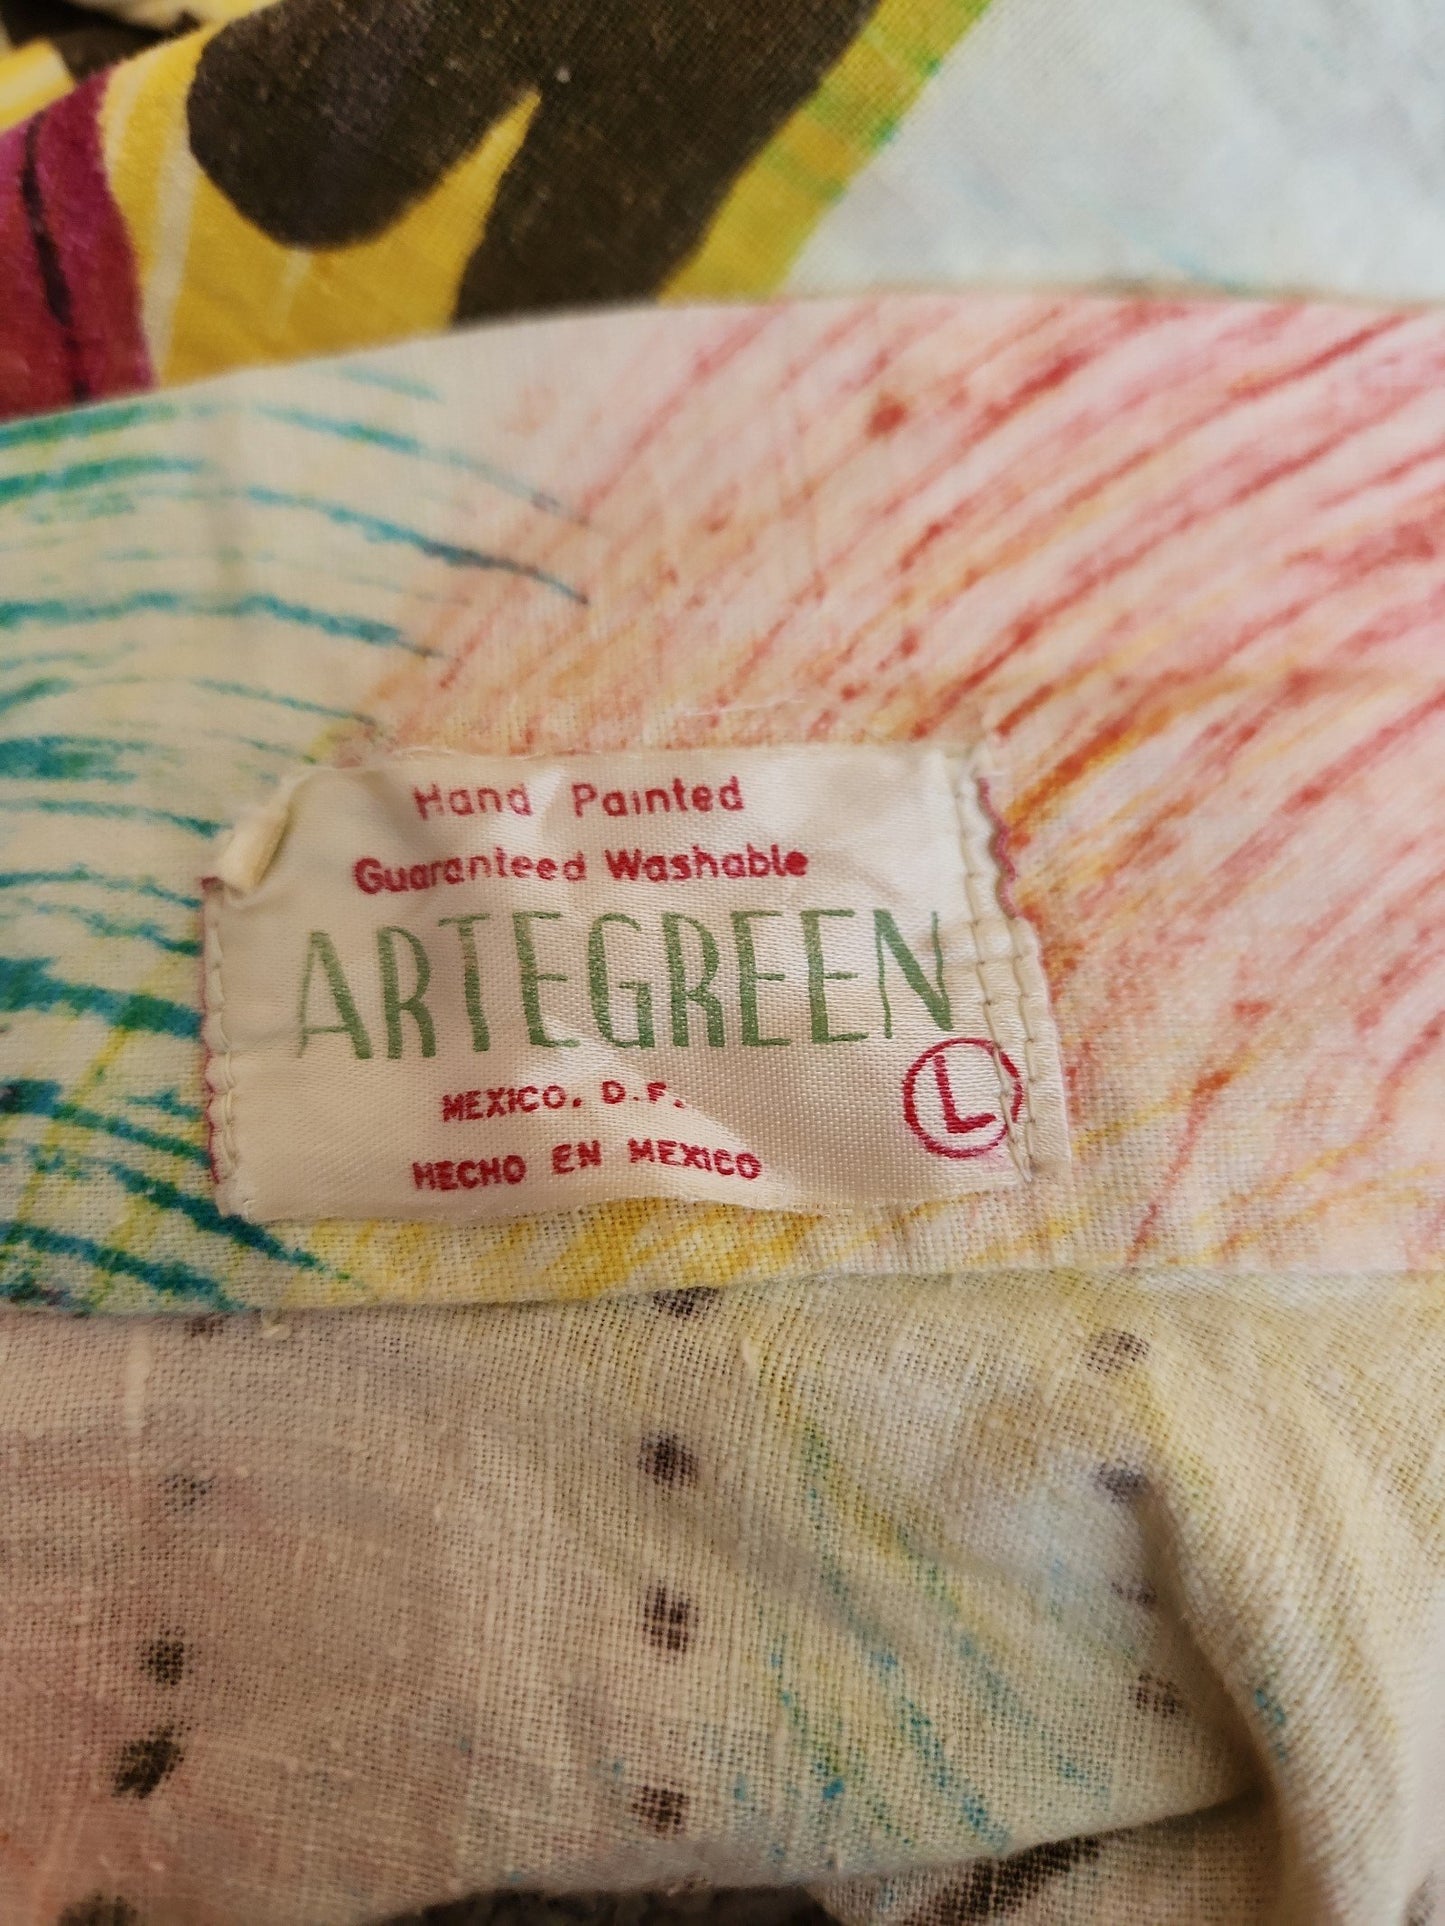 Hand Painted
Guaranteed Washable
ARTEGREEN
MEXICO. D.F.
L
HECHO EN MEXICO